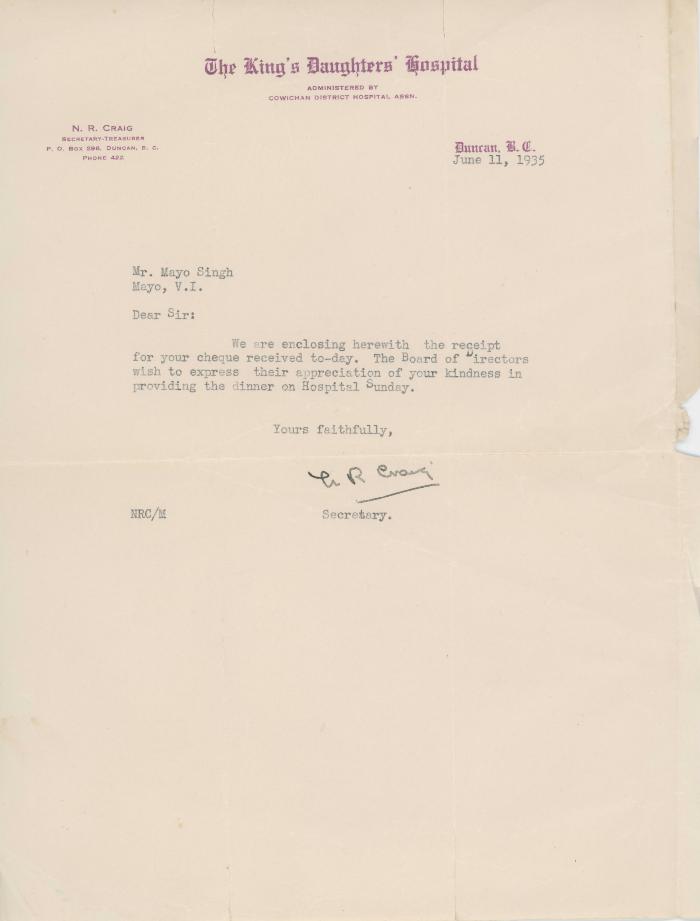 The King's Daughters' Hospital
ADMINISTERED BY
COWICHAN DISTRICT HOSPITAL ASSN.
N. R. CRAIG
SECRETARY-TREASURER
P. O. BOX 298, DUNCAN, B. C.
PHONE 422
Duncan, B. C.
June 11, 1935
Mr. Mayo Singh
Mayo, V.I.
Dear Sir:
We are enclosing herewith the receipt
for your cheque received to-day. The Board of Directors
wish to express their appreciation of your kindness in
providing the dinner on Hospital Sunday.
Yours faithfully,
N R Craig
NRC/M Secretary.